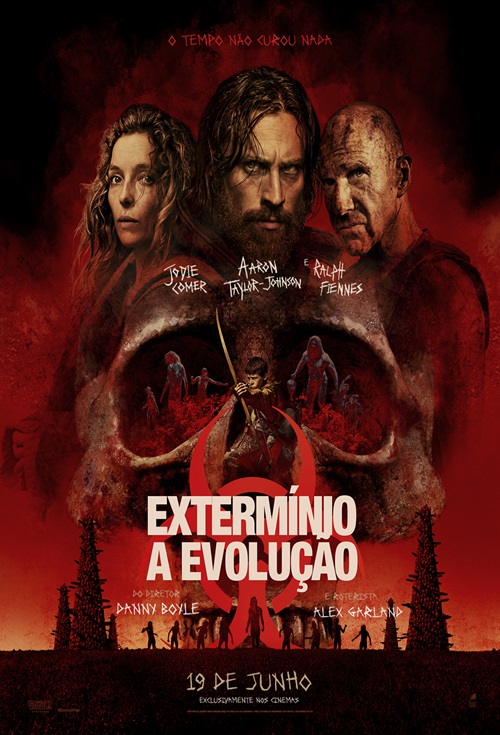 O TEMPO NÃO CUROU NADA
JODIE
COMER
AARON
TAYLOR-JOHNSON
E RALPH
FIENNES
EXTERMÍNIO
A EVOLUÇÃO
DO DIRETOR
DANNY BOYLE
E ROTEIRISTA
ALEX GARLAND
19 DE JUNHO
EXCLUSIVAMENTE NOS CINEMAS